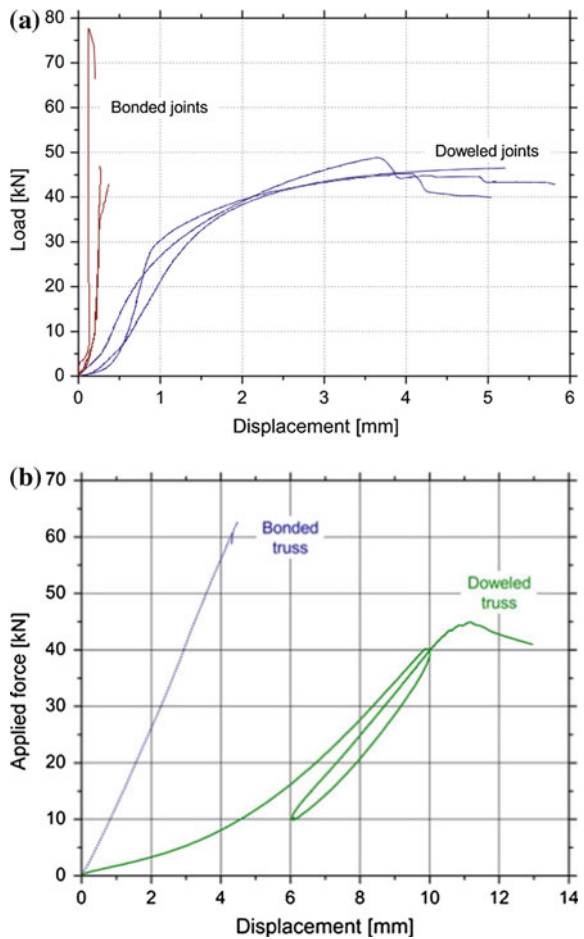 (a)
80
70
60
50
40
30
20
10
0
Load [kN]
Bonded joints
Doweled joints
0 1 2 3 4 5 6
Displacement [mm]
(b)
70
60
50
40
30
20
10
0
Applied force [kN]
Bonded
truss
Doweled
truss
0 2 4 6 8 10 12 14
Displacement [mm]